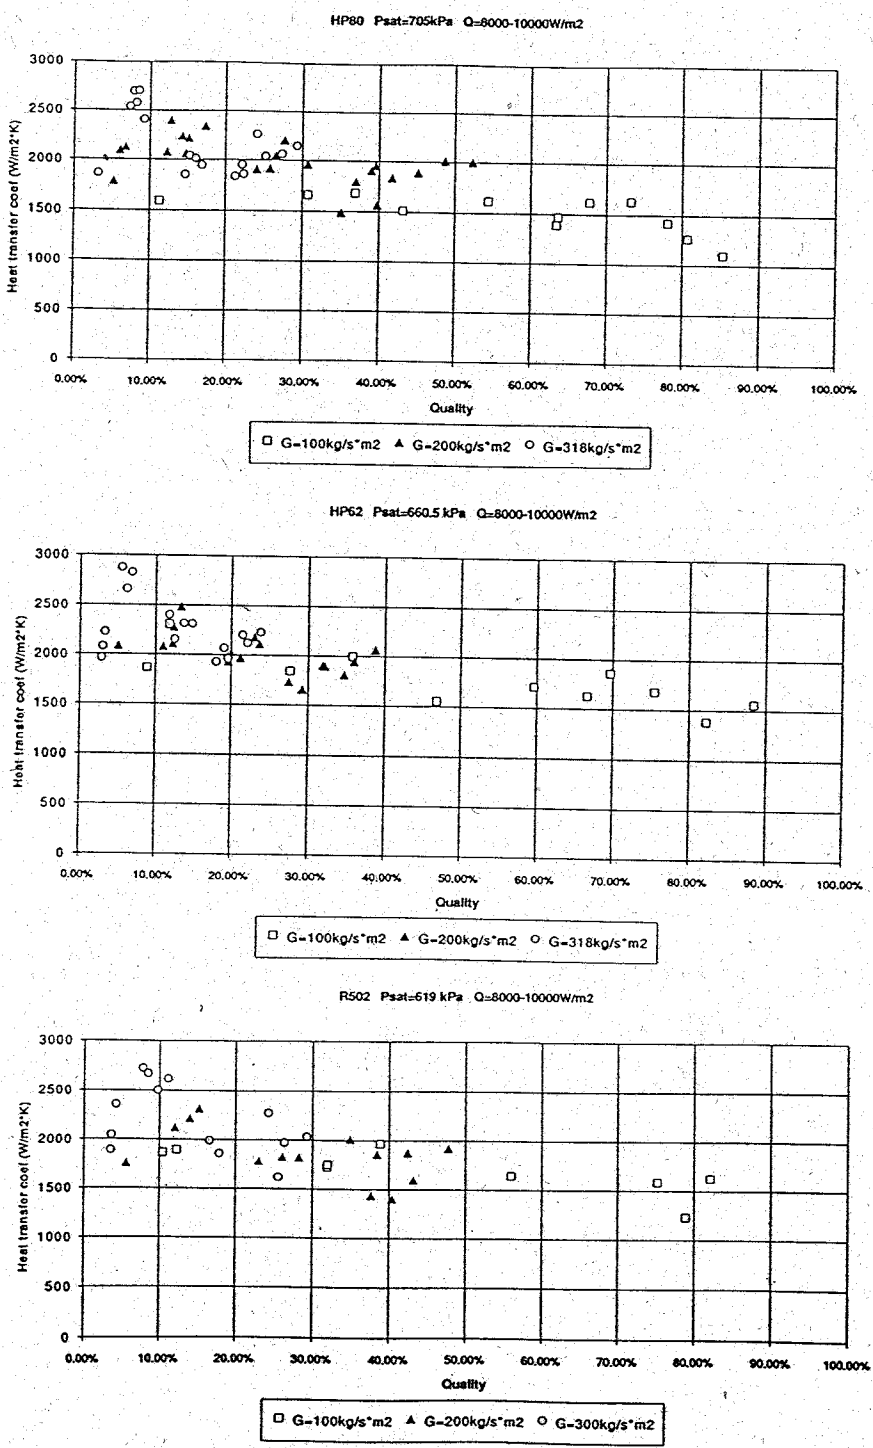 HP80 Psat=705kPa Q=8000-10000W/m2
Heat transfer coef (W/m2*K)
3000
2500
2000
1500
1000
500
0
0.00% 10.00% 20.00% 30.00% 40.00% 50.00% 60.00% 70.00% 80.00% 90.00% 100.00%
Quality
G=100kg/s*m2 G=200kg/s*m2 G=318kg/s*m2
HP62 Psat=660.5 kPa Q=8000-10000W/m2
Heat transfer coef (W/m2*K)
3000
2500
2000
1500
1000
500
0
0.00% 10.00% 20.00% 30.00% 40.00% 50.00% 60.00% 70.00% 80.00% 90.00% 100.00%
Quality
G=100kg/s*m2 G=200kg/s*m2 G=318kg/s*m2
R502 Psat=619 kPa Q=8000-10000W/m2
Heat transfer coef (W/m2*K)
3000
2500
2000
1500
1000
500
0
0.00% 10.00% 20.00% 30.00% 40.00% 50.00% 60.00% 70.00% 80.00% 90.00% 100.00%
Quality
G=100kg/s*m2 G=200kg/s*m2 G=300kg/s*m2